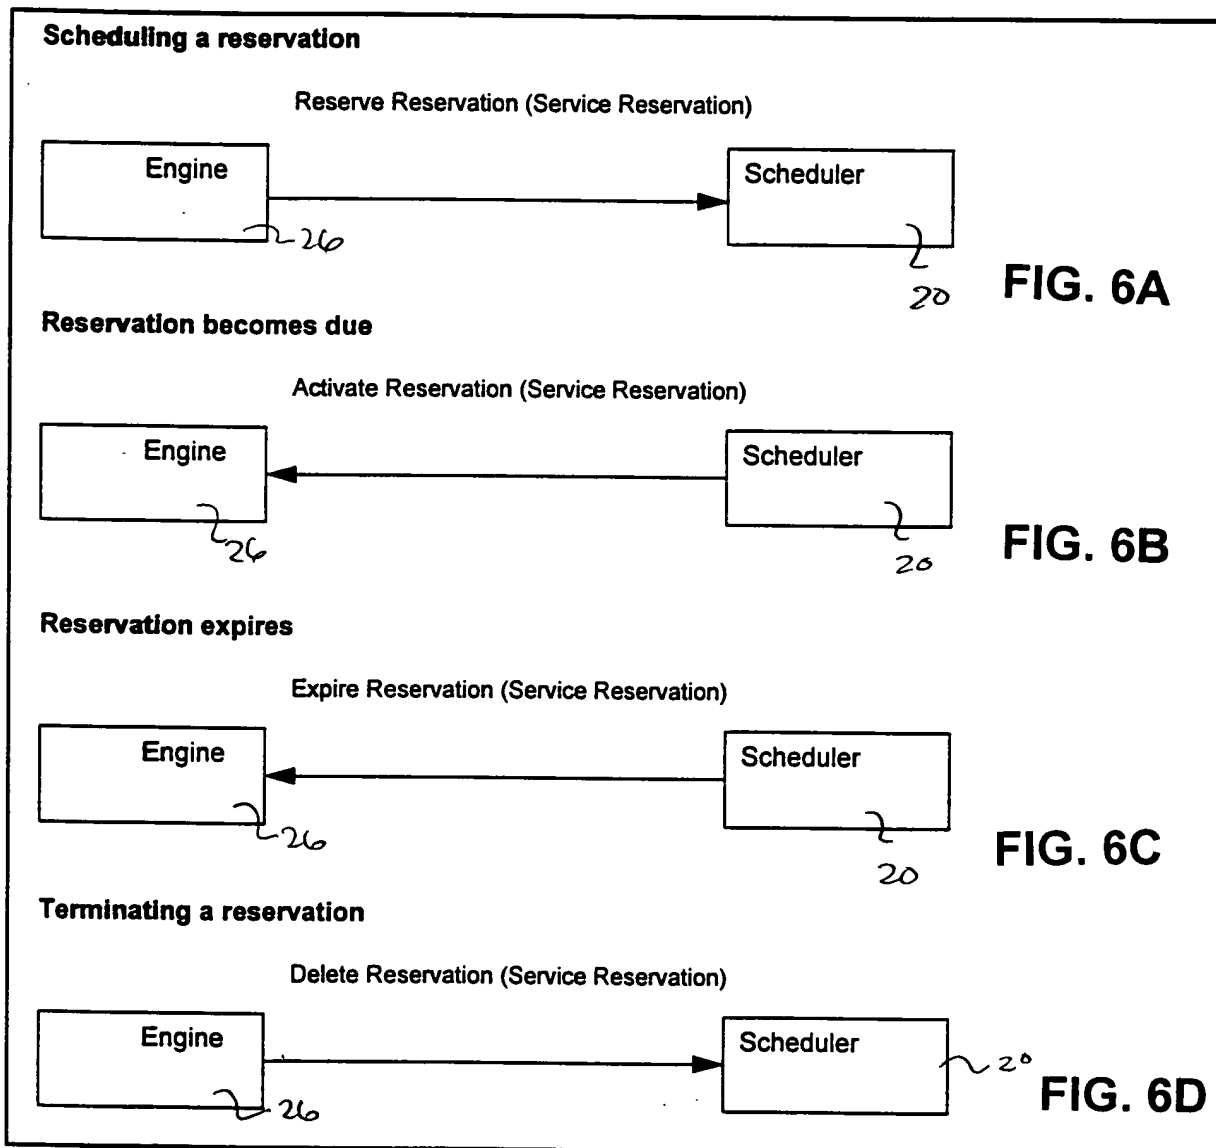 Scheduling a reservation
Reserve Reservation (Service Reservation)
Engine
Scheduler
26
20
FIG. 6A
Reservation becomes due
Activate Reservation (Service Reservation)
Engine
Scheduler
26
20
FIG. 6B
Reservation expires
Expire Reservation (Service Reservation)
Engine
Scheduler
26
20
FIG. 6C
Terminating a reservation
Delete Reservation (Service Reservation)
Engine
Scheduler
26
20
FIG. 6D